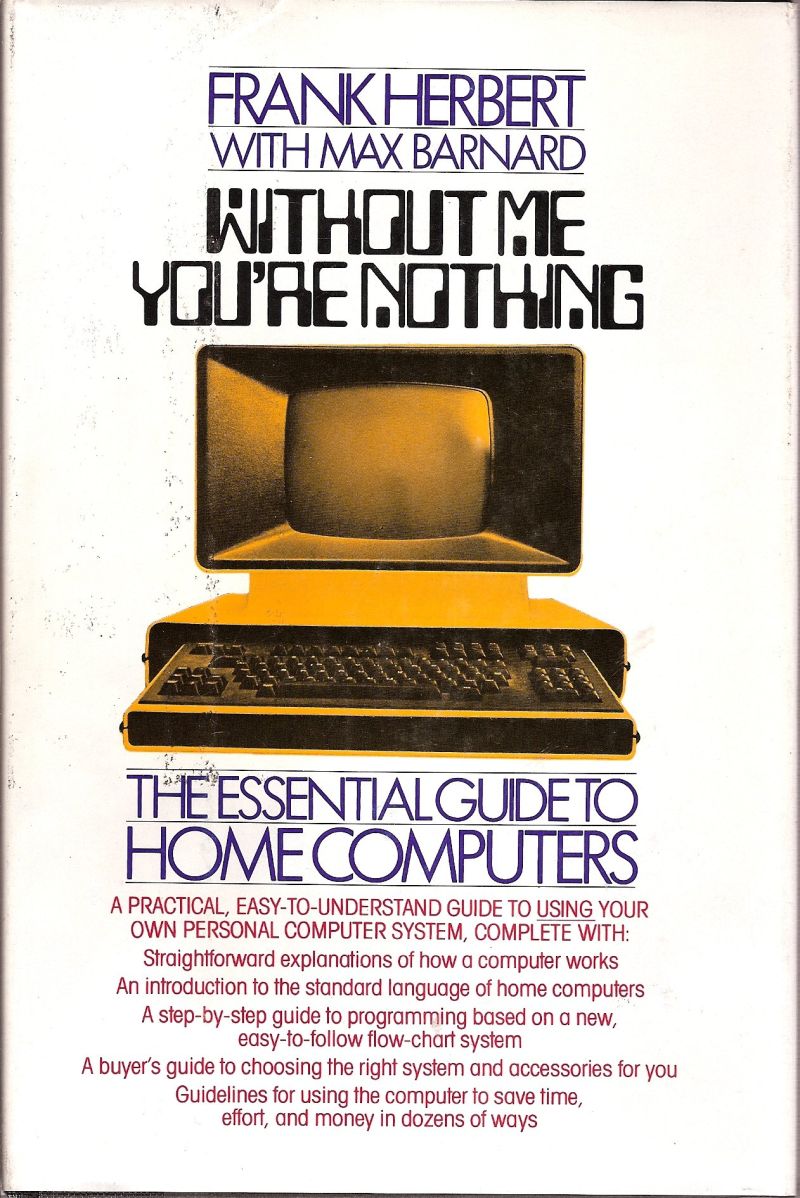 FRANK HERBERT
WITH MAX BARNARD
WITHOUT ME
YOU'RE NOTHING
THE ESSENTIAL GUIDE TO
HOME COMPUTERS
A PRACTICAL, EASY-TO-UNDERSTAND GUIDE TO USING YOUR
OWN PERSONAL COMPUTER SYSTEM, COMPLETE WITH:
Straightforward explanations of how a computer works
An introduction to the standard language of home computers
A step-by-step guide to programming based on a new,
easy-to-follow flow-chart system
A buyer's guide to choosing the right system and accessories for you
Guidelines for using the computer to save time,
effort, and money in dozens of ways